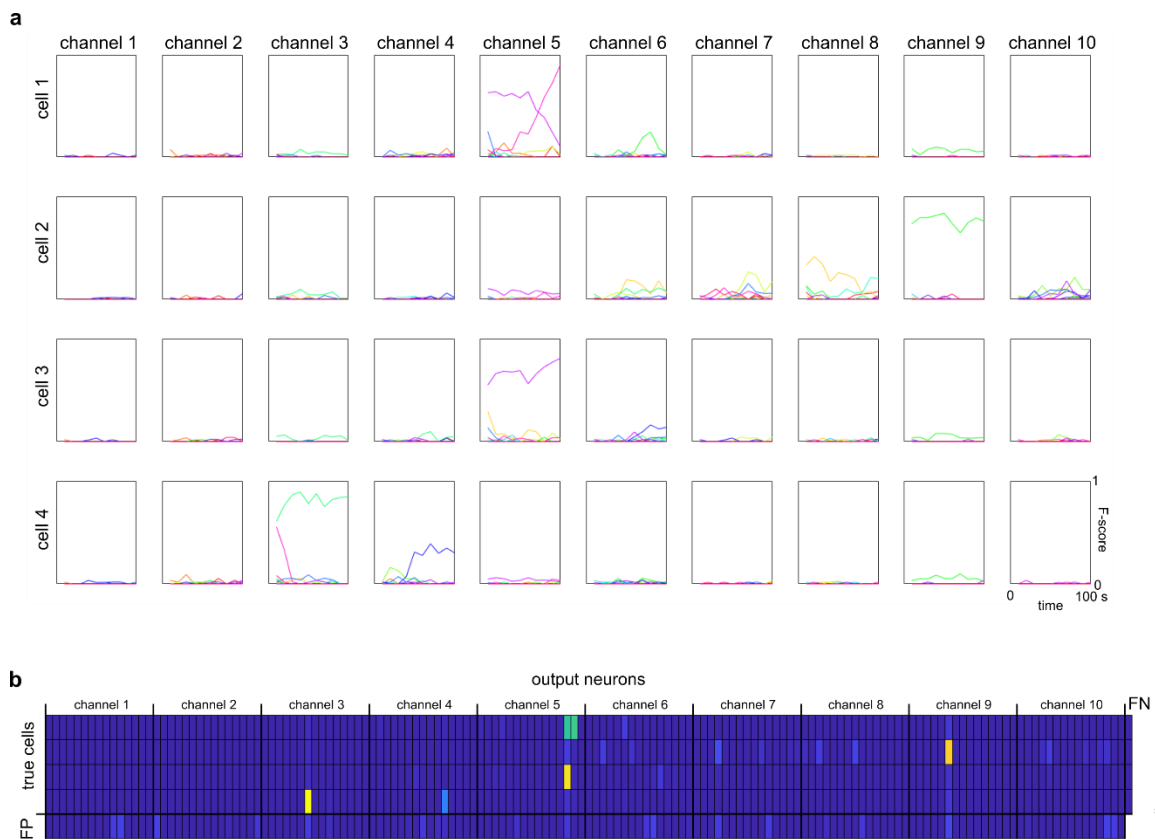 a
channel 1 channel 2 channel 3 channel 4 channel 5 channel 6 channel 7 channel 8 channel 9 channel 10
cell 1
cell 2
cell 3
cell 4
1
F-score
0
0 100 s
time
b
output neurons
channel 1 channel 2 channel 3 channel 4 channel 5 channel 6 channel 7 channel 8 channel 9 channel 10 FN
true cells
FP